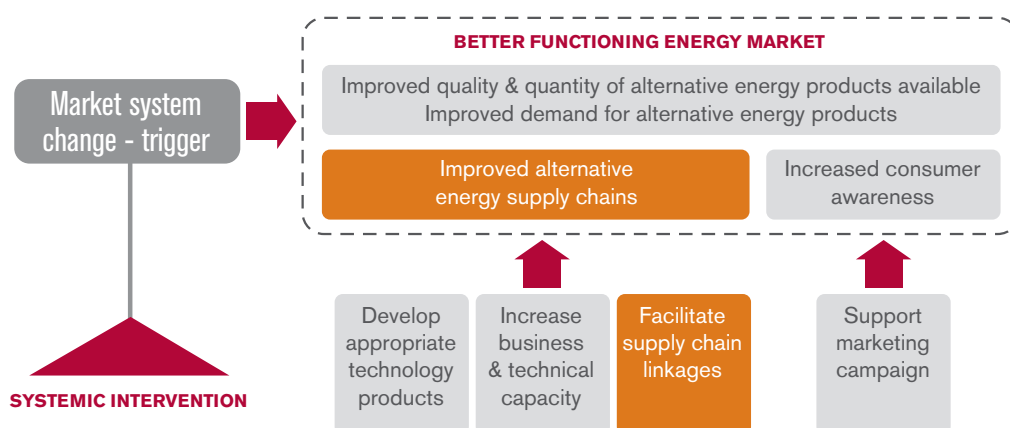 BETTER FUNCTIONING ENERGY MARKET
Market system
change - trigger
Improved quality & quantity of alternative energy products available
Improved demand for alternative energy products
Improved alternative
energy supply chains
Increased consumer
awareness
Develop
appropriate
technology
products
Increase
business
& technical
capacity
Facilitate
supply chain
linkages
Support
marketing
campaign
SYSTEMIC INTERVENTION